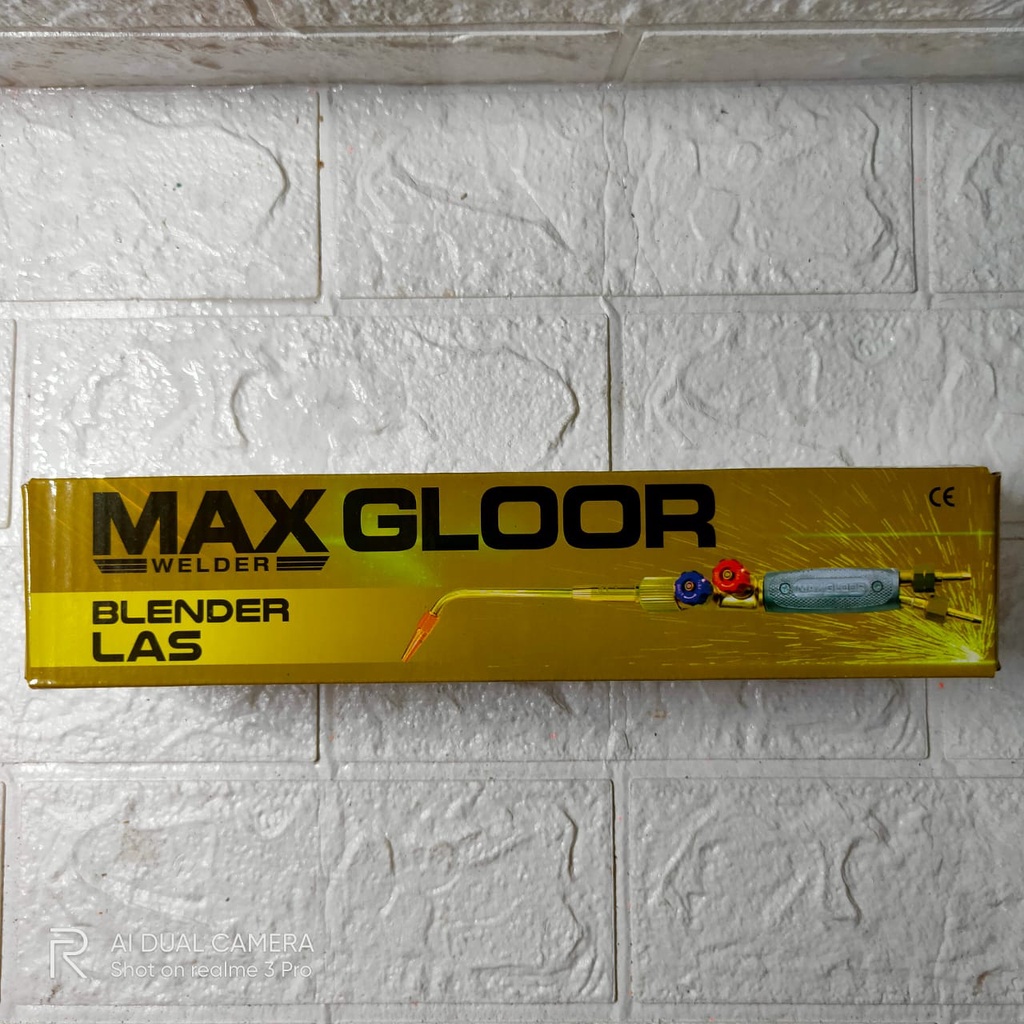 MAX GLOOR
WELDER
CE
BLENDER
LAS
AI DUAL CAMERA
Shot on realme 3 Pro